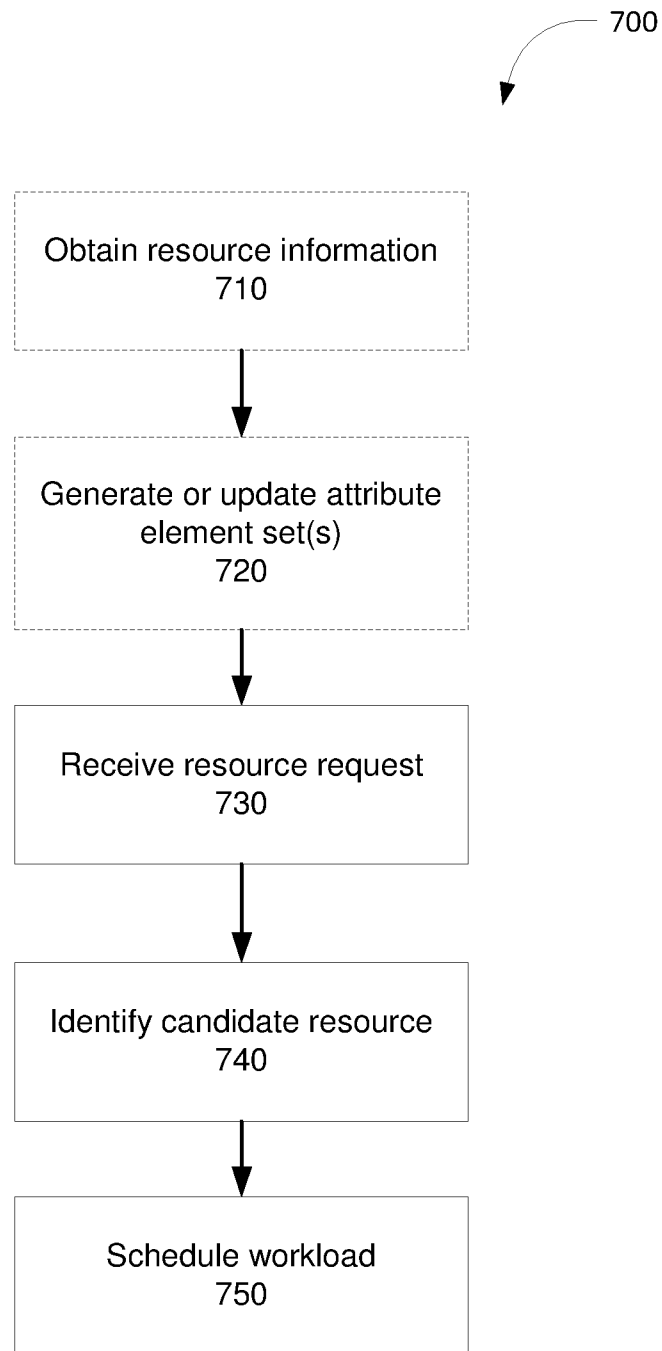 700
Obtain resource information
710
Generate or update attribute
element set(s)
720
Receive resource request
730
Identify candidate resource
740
Schedule workload
750